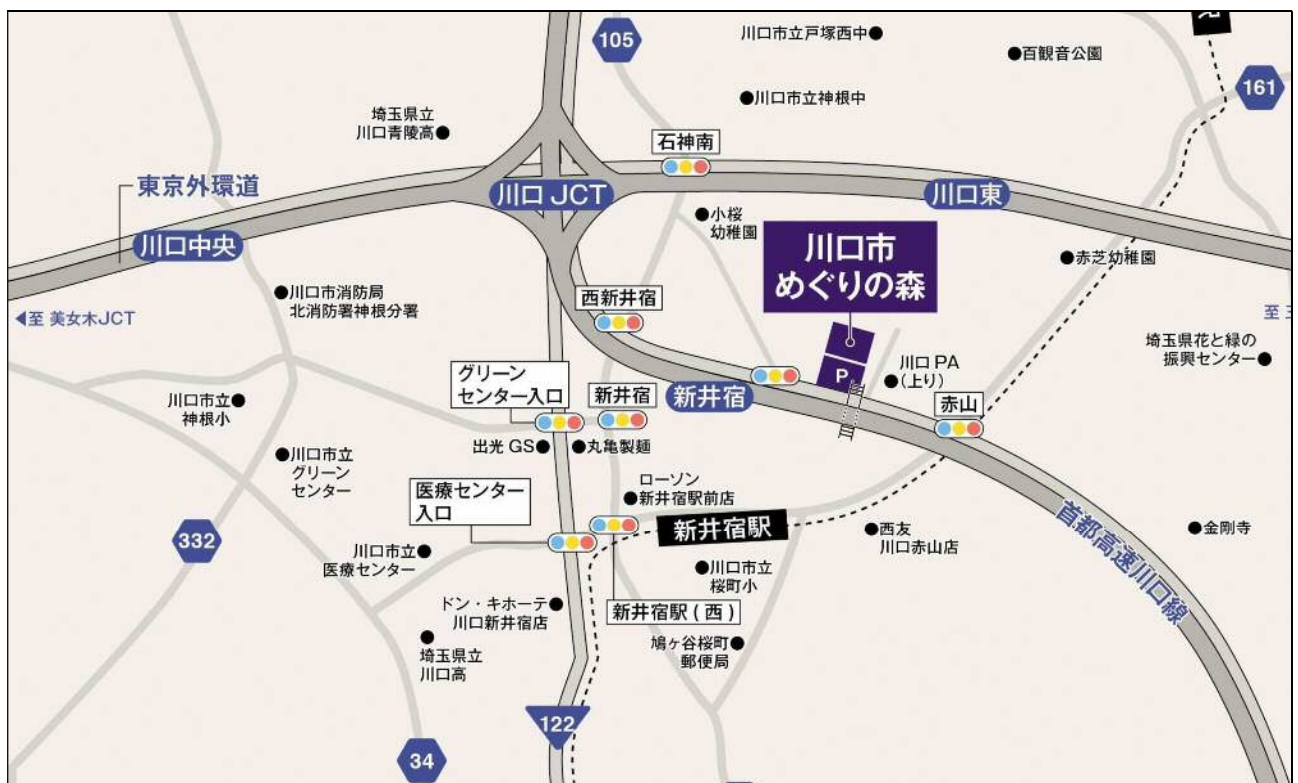 105
川口市立戸塚西中
百観音公園
161
川口市立神根中
埼玉県立
川口青陵高
石神南
東京外環道
川口 JCT
川口東
川口中央
小桜
幼稚園
川口市
めぐりの森
赤芝幼稚園
川口市消防局
北消防署神根分署
西新井宿
至 美女木JCT
至
埼玉県花と緑の
振興センター
P
川口 PA
(上り)
グリーン
センター入口
新井宿
新井宿
赤山
川口市立
神根小
出光 GS
丸亀製麺
川口市立
グリーン
センター
医療センター
入口
ローソン
新井宿駅前店
332
新井宿駅
西友
川口赤山店
首都高速川口線
金剛寺
川口市立
医療センター
川口市立
桜町小
ドン・キホーテ
川口新井宿店
新井宿駅 ( 西 )
埼玉県立
川口高
鳩ヶ谷桜町
郵便局
122
34